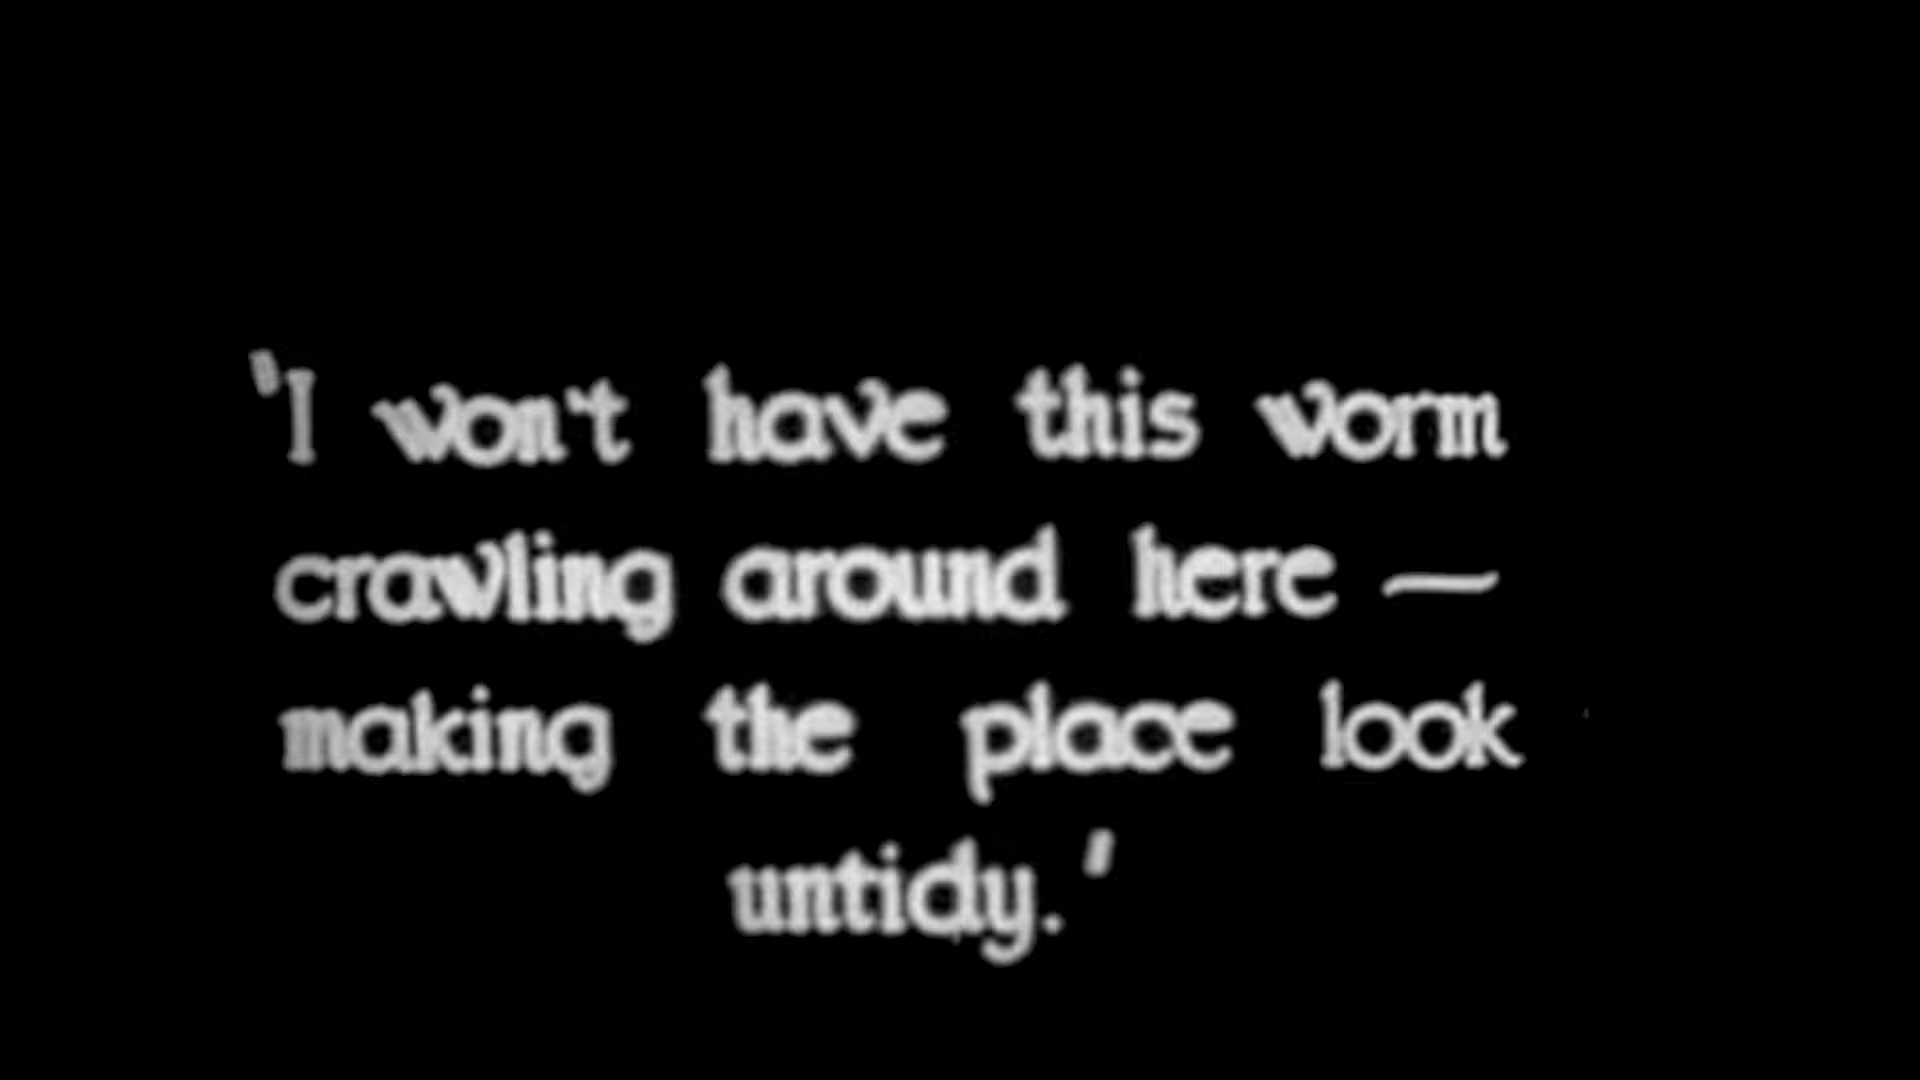 'I won't have this worm
crawling around here —
making the place look
untidy.'